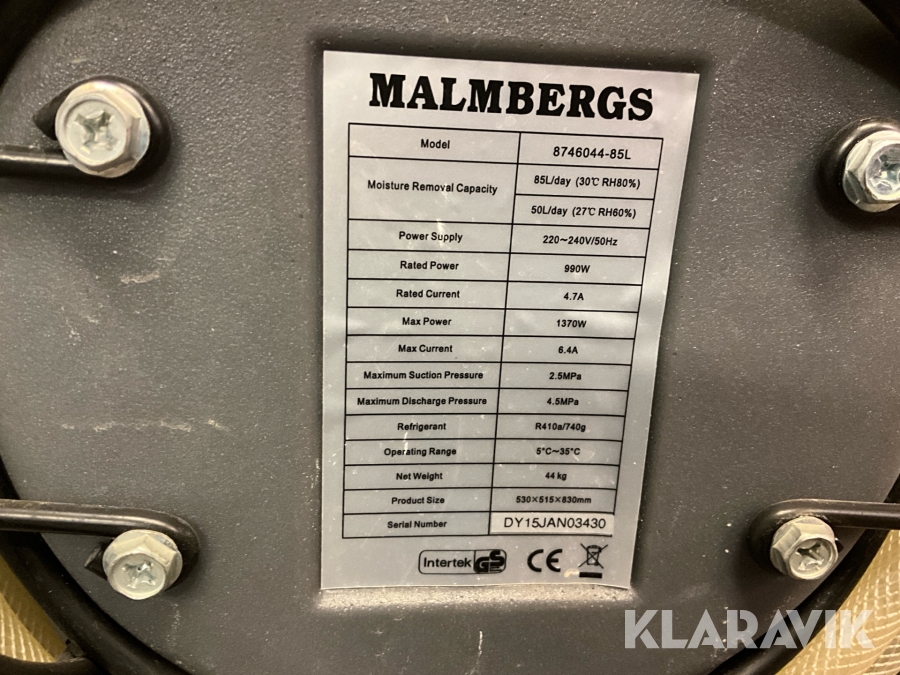 MALMBERGS
Model 8746044-85L
Moisture Removal Capacity 85L/day (30℃ RH80%)
50L/day (27℃ RH60%)
Power Supply 220~240V/50Hz
Rated Power 990W
Rated Current 4.7A
Max Power 1370W
Max Current 6.4A
Maximum Suction Pressure 2.5MPa
Maximum Discharge Pressure 4.5MPa
Refrigerant R410a/740g
Operating Range 5°C~35°C
Net Weight 44 kg
Product Size 530×515×830mm
Serial Number DY15JAN03430
Intertek GS CE
KLARAVIK